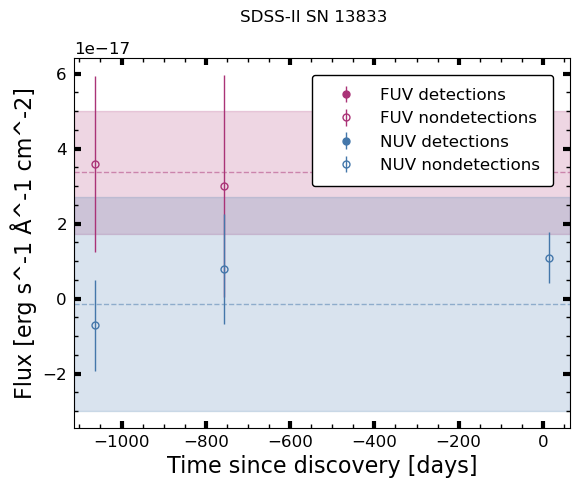 SDSS-II SN 13833
1e−17
6
4
2
0
−2
Flux [erg s^-1 Å^-1 cm^-2]
FUV detections
FUV nondetections
NUV detections
NUV nondetections
−1000
−800
−600
−400
−200
0
Time since discovery [days]